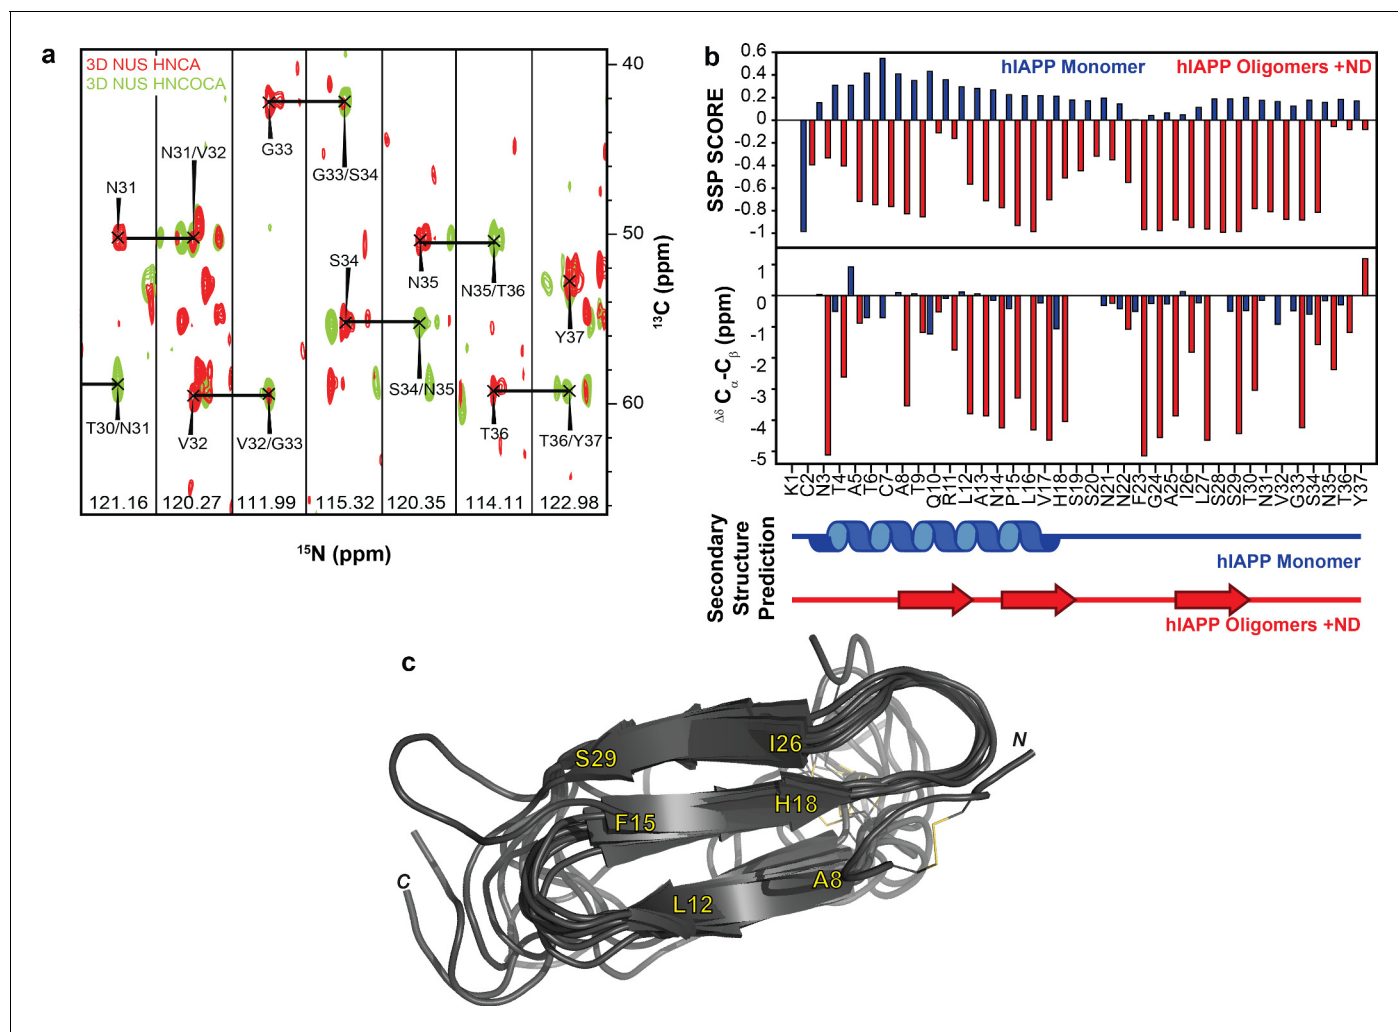 a
3D NUS HNCA
3D NUS HNCOCA
N31/V32
N31
G33
G33/S34
S34
N35
N35/T36
Y37
S34/N35
T30/N31
V32
V32/G33
T36
T36/Y37
121.16 120.27 111.99 115.32 120.35 114.11 122.98
40
50
60
13C (ppm)
15N (ppm)
b
hIAPP Monomer
hIAPP Oligomers +ND
0.6
0.4
0.2
0
-0.2
-0.4
-0.6
-0.8
-1
SSP SCORE
1
0
-1
-2
-3
-4
-5
Δδ Cα-Cβ (ppm)
K1 C2 N3 T4 A5 T6 C7 A8 T9 Q10 R11 L12 A13 N14 P15 L16 V17 H18 S19 S20 N21 N22 F23 G24 A25 I26 L27 S28 S29 T30 N31 V32 G33 S34 N35 T36 Y37
Secondary
Structure
Prediction
hIAPP Monomer
hIAPP Oligomers +ND
c
N
I26
S29
H18
F15
A8
L12
C